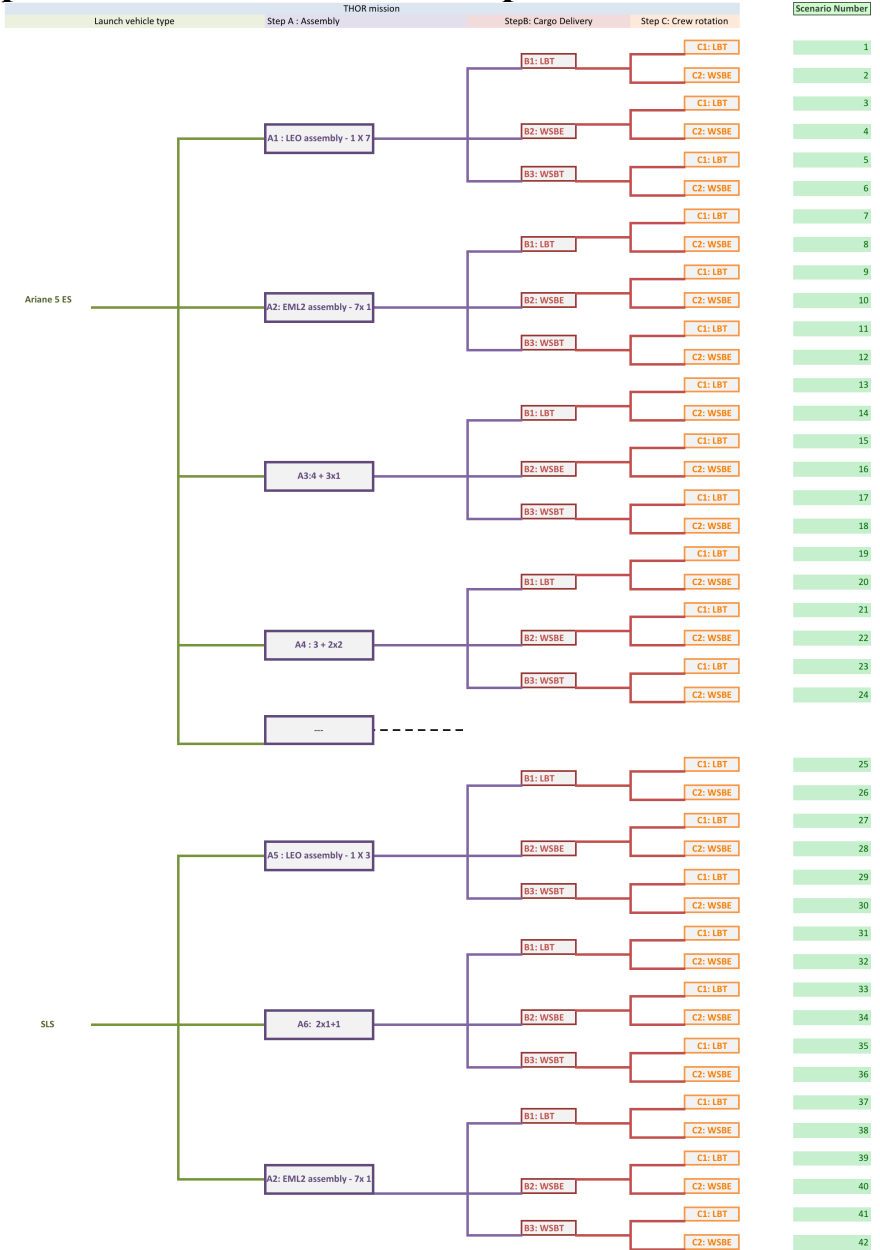 THOR mission Scenario Number
Launch vehicle type Step A : Assembly StepB: Cargo Delivery Step C: Crew rotation
C1: LBT 1
B1: LBT
C2: WSBE 2
C1: LBT 3
A1 : LEO assembly - 1 X 7 B2: WSBE C2: WSBE 4
C1: LBT 5
B3: WSBT
C2: WSBE 6
C1: LBT 7
B1: LBT C2: WSBE 8
C1: LBT 9
Ariane 5 ES A2: EML2 assembly - 7x 1 B2: WSBE C2: WSBE 10
C1: LBT 11
B3: WSBT
C2: WSBE 12
C1: LBT 13
B1: LBT C2: WSBE 14
C1: LBT 15
A3:4 + 3x1 B2: WSBE C2: WSBE 16
C1: LBT 17
B3: WSBT
C2: WSBE 18
C1: LBT 19
B1: LBT C2: WSBE 20
C1: LBT 21
A4 : 3 + 2x2 B2: WSBE C2: WSBE 22
C1: LBT 23
B3: WSBT
C2: WSBE 24
---
C1: LBT 25
B1: LBT
C2: WSBE 26
C1: LBT 27
A5 : LEO assembly - 1 X 3 B2: WSBE C2: WSBE 28
C1: LBT 29
B3: WSBT
C2: WSBE 30
C1: LBT 31
B1: LBT
C2: WSBE 32
C1: LBT 33
SLS A6: 2x1+1 B2: WSBE C2: WSBE 34
C1: LBT 35
B3: WSBT
C2: WSBE 36
C1: LBT 37
B1: LBT
C2: WSBE 38
C1: LBT 39
A2: EML2 assembly - 7x 1 B2: WSBE C2: WSBE 40
C1: LBT 41
B3: WSBT
C2: WSBE 42